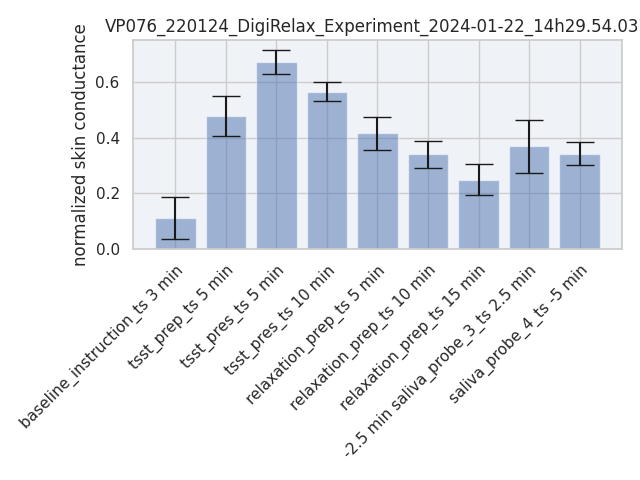 VP076_220124_DigiRelax_Experiment_2024-01-22_14h29.54.03
normalized skin conductance
0.6
0.4
0.2
0.0
baseline_instruction_ts 3 min
tsst_prep_ts 5 min
tsst_pres_ts 5 min
tsst_pres_ts 10 min
relaxation_prep_ts 5 min
relaxation_prep_ts 10 min
relaxation_prep_ts 15 min
-2.5 min saliva_probe_3_ts 2.5 min
saliva_probe_4_ts -5 min